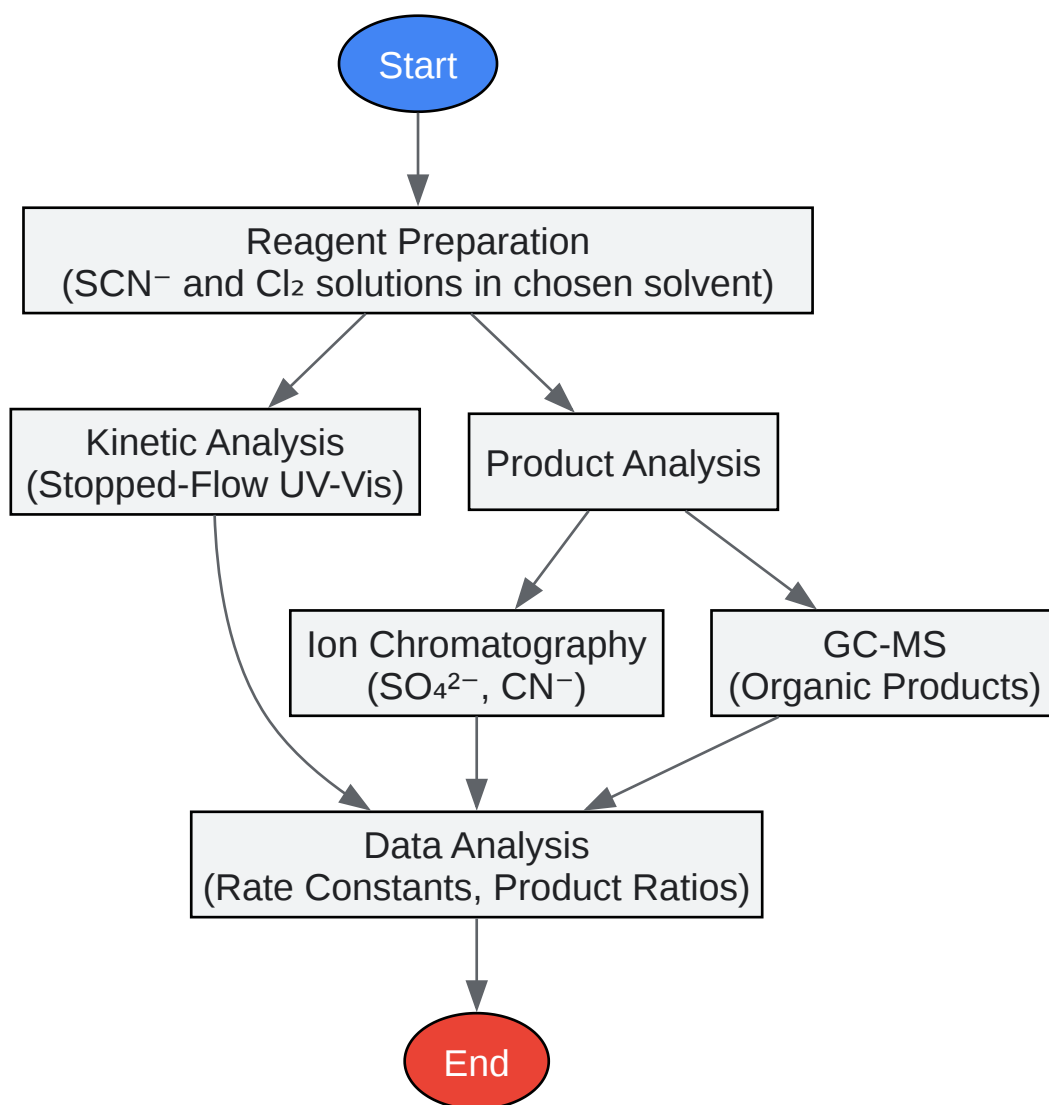 Start
Reagent Preparation
(SCN⁻ and Cl₂ solutions in chosen solvent)
Kinetic Analysis
(Stopped-Flow UV-Vis)
Product Analysis
Ion Chromatography
(SO₄²⁻, CN⁻)
GC-MS
(Organic Products)
Data Analysis
(Rate Constants, Product Ratios)
End